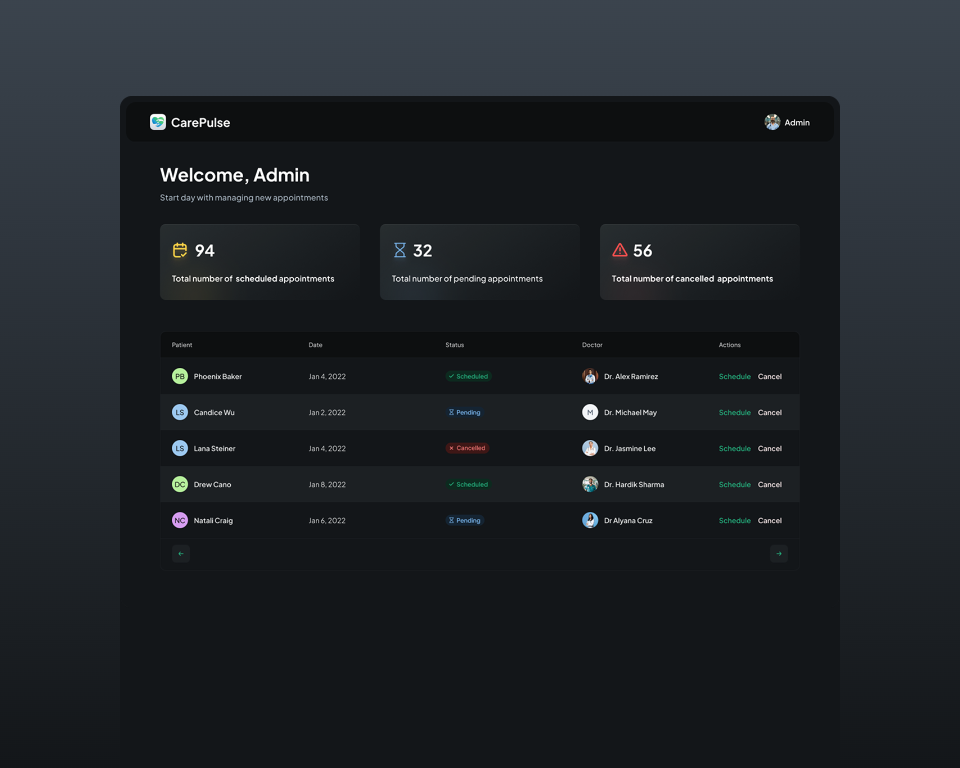 CarePulse
Admin
Welcome, Admin
Start day with managing new appointments
94
Total number of scheduled appointments
32
Total number of pending appointments
56
Total number of cancelled appointments
Patient Date Status Doctor Actions
PB Phoenix Baker Jan 4, 2022 Scheduled Dr. Alex Ramirez Schedule Cancel
LS Candice Wu Jan 2, 2022 Pending M Dr. Michael May Schedule Cancel
LS Lana Steiner Jan 4, 2022 Cancelled Dr. Jasmine Lee Schedule Cancel
DC Drew Cano Jan 8, 2022 Scheduled Dr. Hardik Sharma Schedule Cancel
NC Natali Craig Jan 6, 2022 Pending Dr Alyana Cruz Schedule Cancel